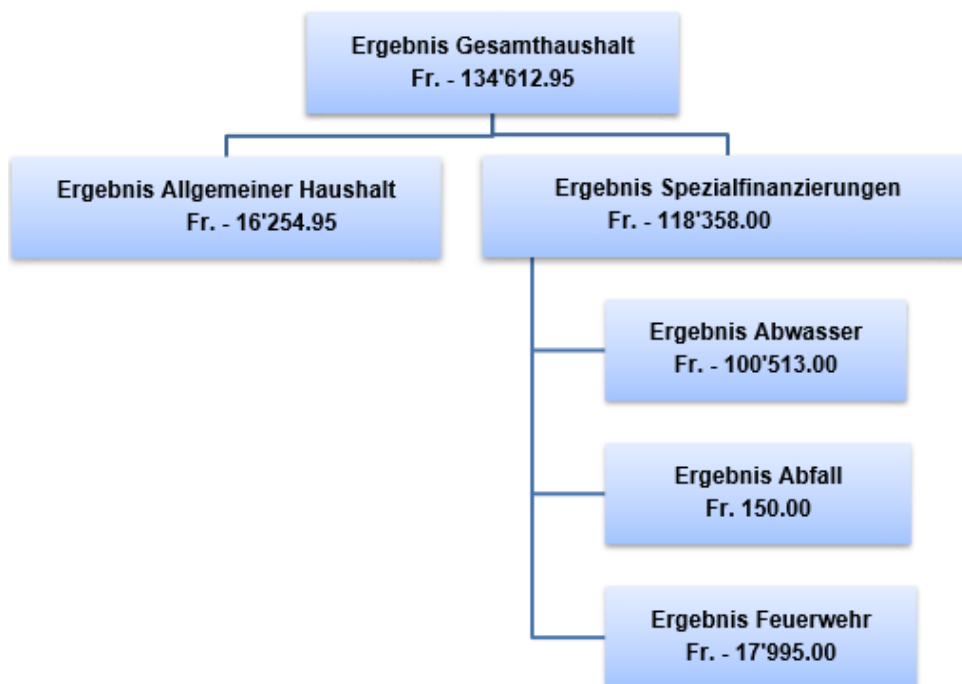 Ergebnis Gesamthaushalt
Fr. - 134'612.95
Ergebnis Allgemeiner Haushalt
Fr. - 16'254.95
Ergebnis Spezialfinanzierungen
Fr. - 118'358.00
Ergebnis Abwasser
Fr. - 100'513.00
Ergebnis Abfall
Fr. 150.00
Ergebnis Feuerwehr
Fr. - 17'995.00